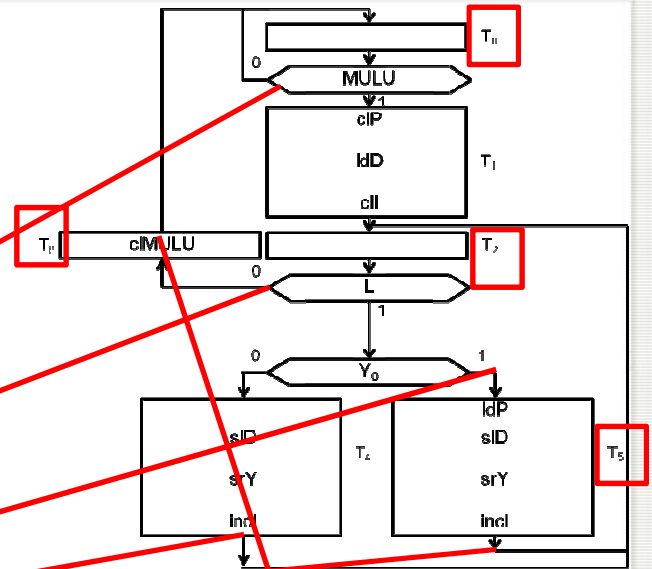 T₀
0
MULU
1
clP
ldD
T₁
clI
T₂
clMULU
0
L
1
0
Y₀
1
ldP
slD
slD
T₄
T₅
srY
srY
incI
incI